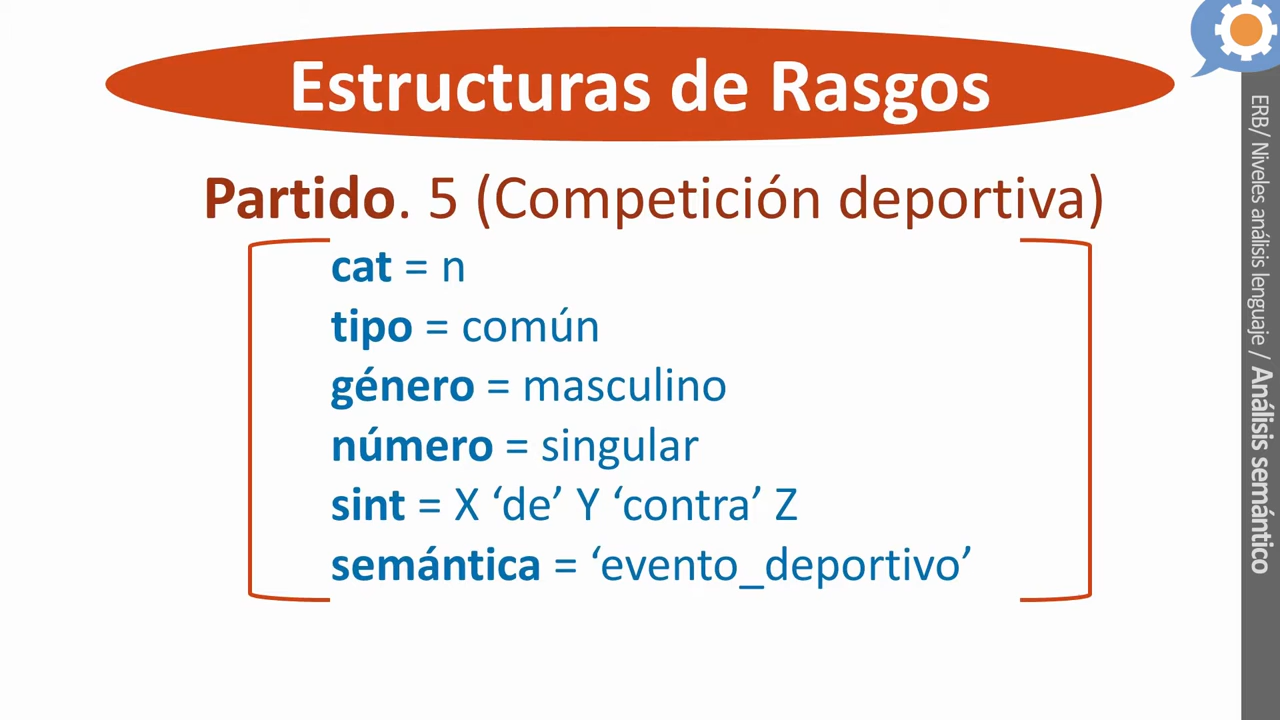 Estructuras de Rasgos
Partido. 5 (Competición deportiva)
cat = n
tipo = común
género = masculino
número = singular
sint = X ‘de’ Y ‘contra’ Z
semántica = ‘evento_deportivo’
ERB/ Niveles análisis lenguaje / Análisis semántico